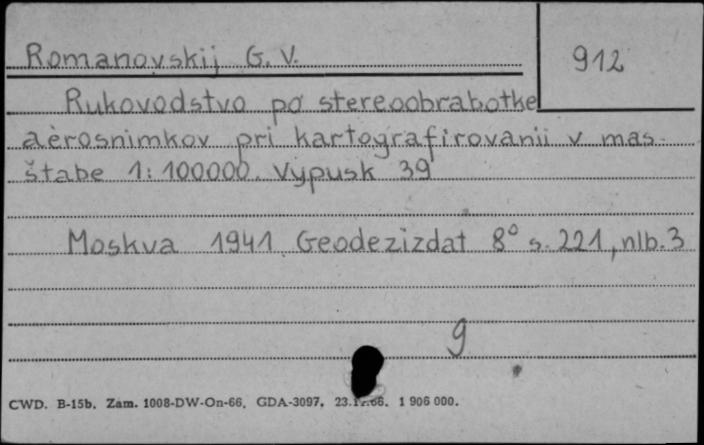 Romanovskij G. V.
912
Rukovodstvo po stereoobrabotke
aèrosnimkov pri kartografirovanii v mas-
štabe 1:100000. Vypusk 39
Moskva 1941 Geodezizdat 8° s. 221, nlb. 3
g
CWD. B-15b. Zam. 1008-DW-On-66. GDA-3097. 66. 1 906 000.